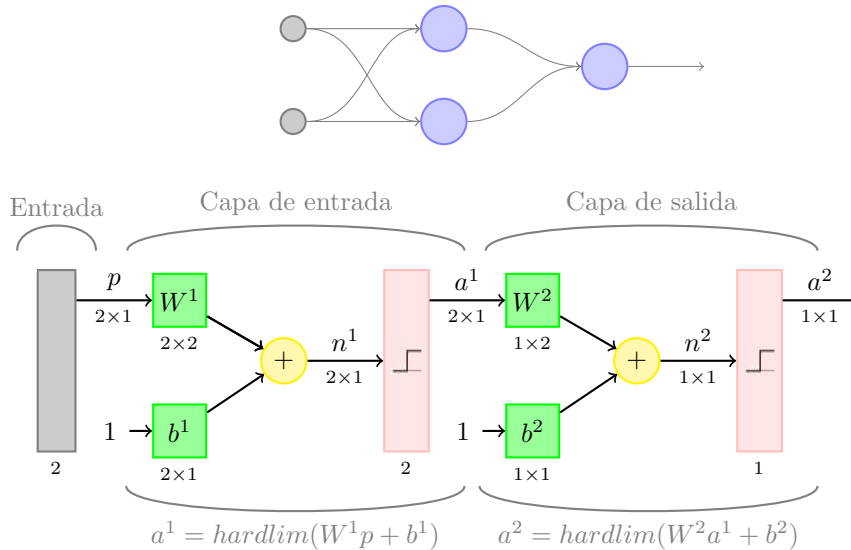 Entrada
Capa de entrada
Capa de salida
p
2×1
W¹
2×2
a¹
2×1
W²
1×2
a²
1×1
+
n¹
2×1
+
n²
1×1
1
b¹
2×1
1
b²
1×1
2
2
1
a¹ = hardlim(W¹p + b¹)
a² = hardlim(W²a¹ + b²)